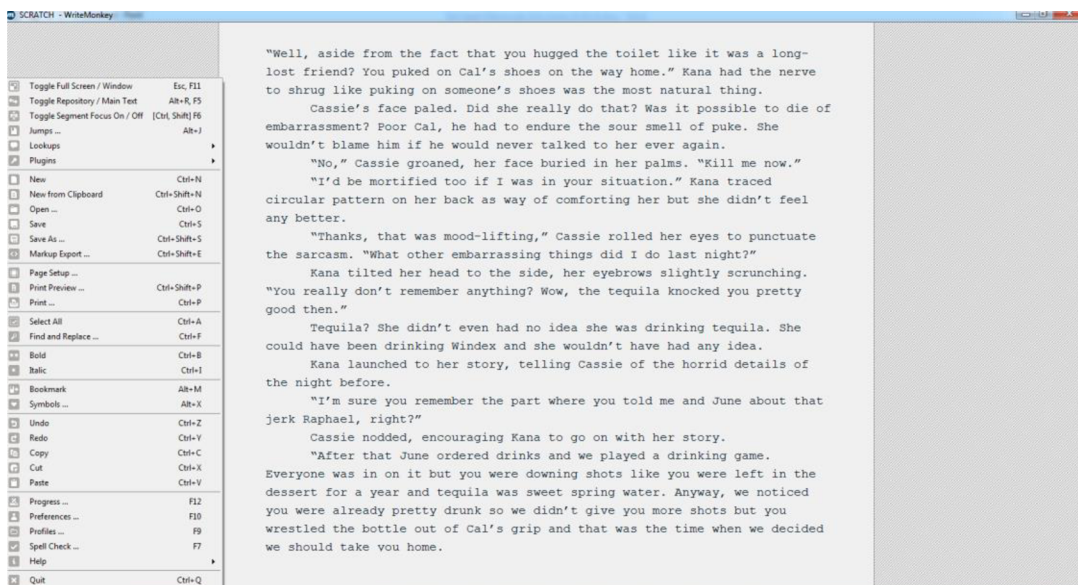 SCRATCH - WriteMonkey
Toggle Full Screen / Window Esc, F11
Toggle Repository / Main Text Alt+R, F5
Toggle Segment Focus On / Off [Ctrl, Shift] F6
Jumps ... Alt+J
Lookups
Plugins
New Ctrl+N
New from Clipboard Ctrl+Shift+N
Open ... Ctrl+O
Save Ctrl+S
Save As ... Ctrl+Shift+S
Markup Export ... Ctrl+Shift+E
Page Setup ...
Print Preview ... Ctrl+Shift+P
Print ... Ctrl+P
Select All Ctrl+A
Find and Replace ... Ctrl+F
Bold Ctrl+B
Italic Ctrl+I
Bookmark Alt+M
Symbols ... Alt+X
Undo Ctrl+Z
Redo Ctrl+Y
Copy Ctrl+C
Cut Ctrl+X
Paste Ctrl+V
Progress ... F12
Preferences ... F10
Profiles ... F9
Spell Check ... F7
Help
Quit Ctrl+Q
“Well, aside from the fact that you hugged the toilet like it was a long-
lost friend? You puked on Cal’s shoes on the way home.” Kana had the nerve
to shrug like puking on someone’s shoes was the most natural thing.
Cassie’s face paled. Did she really do that? Was it possible to die of
embarrassment? Poor Cal, he had to endure the sour smell of puke. She
wouldn’t blame him if he would never talked to her ever again.
“No,” Cassie groaned, her face buried in her palms. “Kill me now.”
“I’d be mortified too if I was in your situation.” Kana traced
circular pattern on her back as way of comforting her but she didn’t feel
any better.
“Thanks, that was mood-lifting,” Cassie rolled her eyes to punctuate
the sarcasm. “What other embarrassing things did I do last night?”
Kana tilted her head to the side, her eyebrows slightly scrunching.
“You really don’t remember anything? Wow, the tequila knocked you pretty
good then.”
Tequila? She didn’t even had no idea she was drinking tequila. She
could have been drinking Windex and she wouldn’t have had any idea.
Kana launched to her story, telling Cassie of the horrid details of
the night before.
“I’m sure you remember the part where you told me and June about that
jerk Raphael, right?”
Cassie nodded, encouraging Kana to go on with her story.
“After that June ordered drinks and we played a drinking game.
Everyone was in on it but you were downing shots like you were left in the
dessert for a year and tequila was sweet spring water. Anyway, we noticed
you were already pretty drunk so we didn’t give you more shots but you
wrestled the bottle out of Cal’s grip and that was the time when we decided
we should take you home.